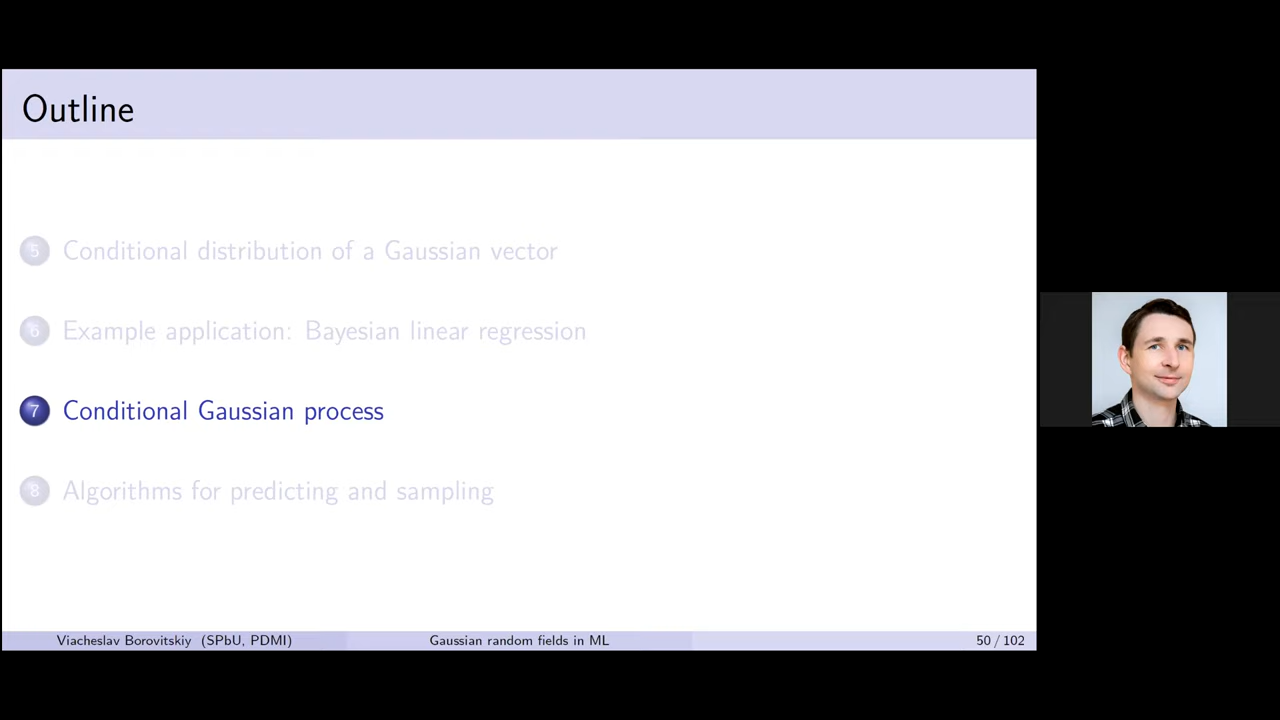 Outline
5 Conditional distribution of a Gaussian vector
6 Example application: Bayesian linear regression
7 Conditional Gaussian process
8 Algorithms for predicting and sampling
Viacheslav Borovitskiy (SPbU, PDMI) Gaussian random fields in ML 50 / 102